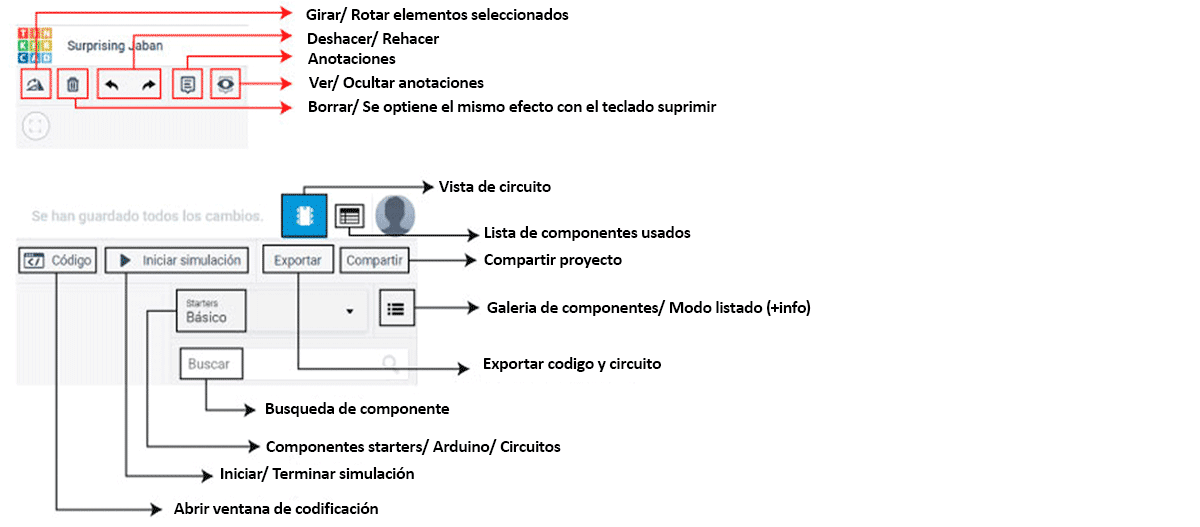 Girar/ Rotar elementos seleccionados
TIN
KER
CAD
Surprising Jaban
Deshacer/ Rehacer
Anotaciones
Ver/ Ocultar anotaciones
Borrar/ Se optiene el mismo efecto con el teclado suprimir
Vista de circuito
Se han guardado todos los cambios.
Lista de componentes usados
Código
Iniciar simulación
Exportar
Compartir
Compartir proyecto
Starters
Básico
Galeria de componentes/ Modo listado (+info)
Buscar
Exportar codigo y circuito
Busqueda de componente
Componentes starters/ Arduino/ Circuitos
Iniciar/ Terminar simulación
Abrir ventana de codificación